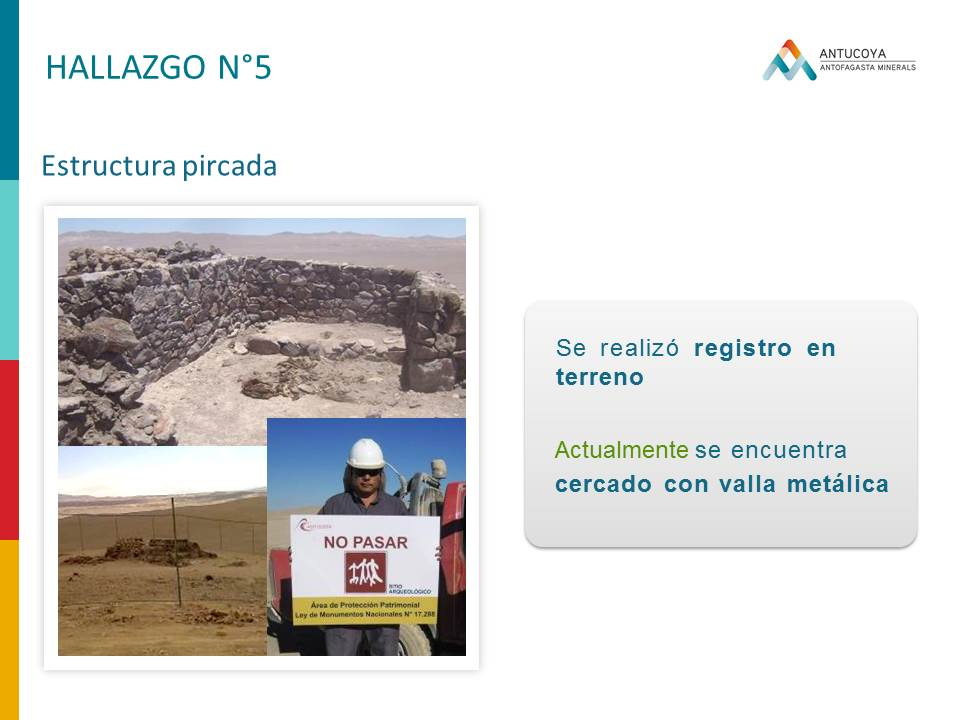 HALLAZGO N°5
ANTUCOYA
ANTOFAGASTA MINERALS
Estructura pircada
ANTUCOYA
NO PASAR
SITIO
ARQUEOLÓGICO
Área de Protección Patrimonial
Ley de Monumentos Nacionales N° 17.288
Se realizó registro en
terreno
Actualmente se encuentra
cercado con valla metálica